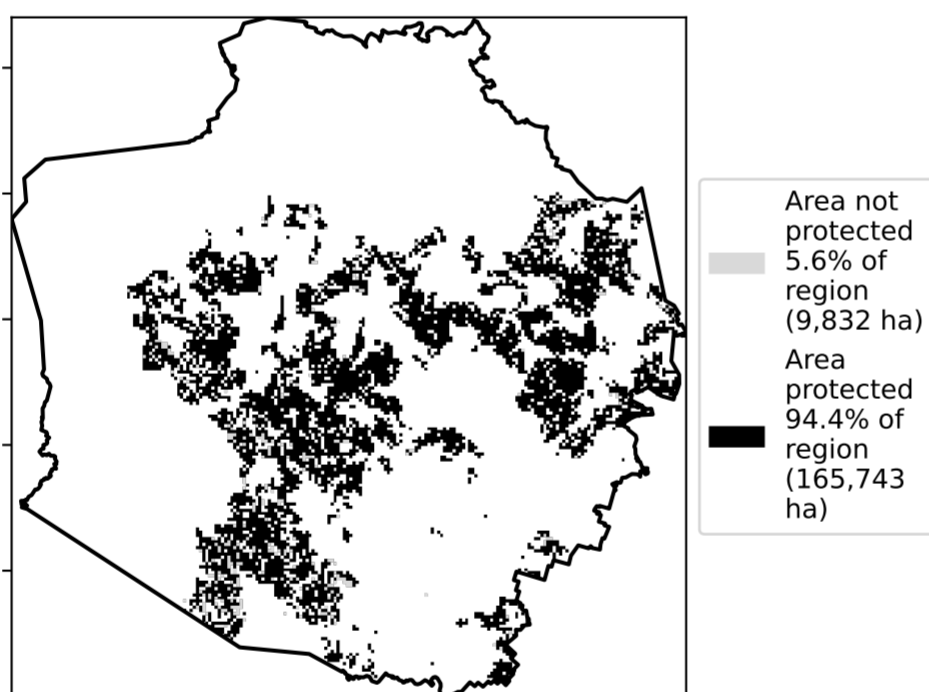 Area not
protected
5.6% of
region
(9,832 ha)
Area
protected
94.4% of
region
(165,743
ha)